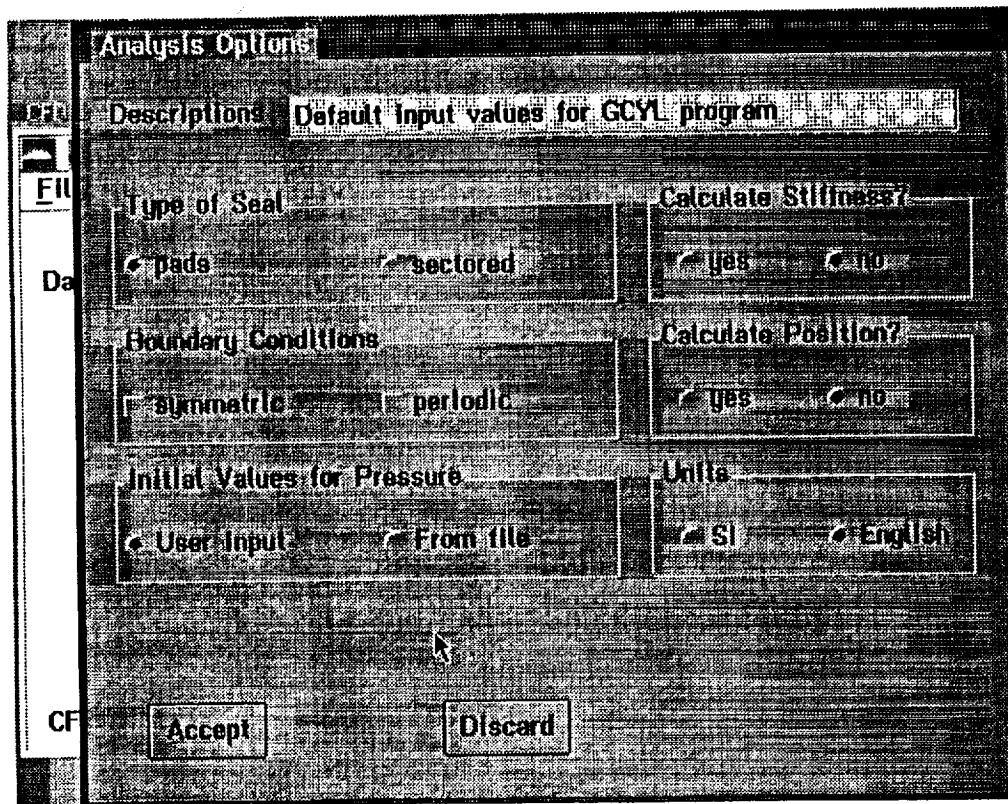 Analysis Options
Descriptions Default input values for GCYL program
Fil
Type of Seal
Calculate Stiffness?
pads sectored
yes no
Da
Boundary Conditions
Calculate Position?
symmetric periodic
yes no
Initial Values for Pressure
Units
User Input From file
SI English
CF
Accept Discard